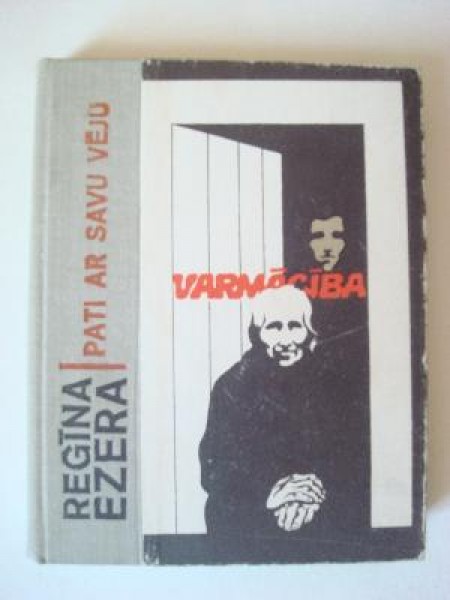 REGĪNA
EZERA
PATI AR SAVU VĒJU
VARMĀCĪBA